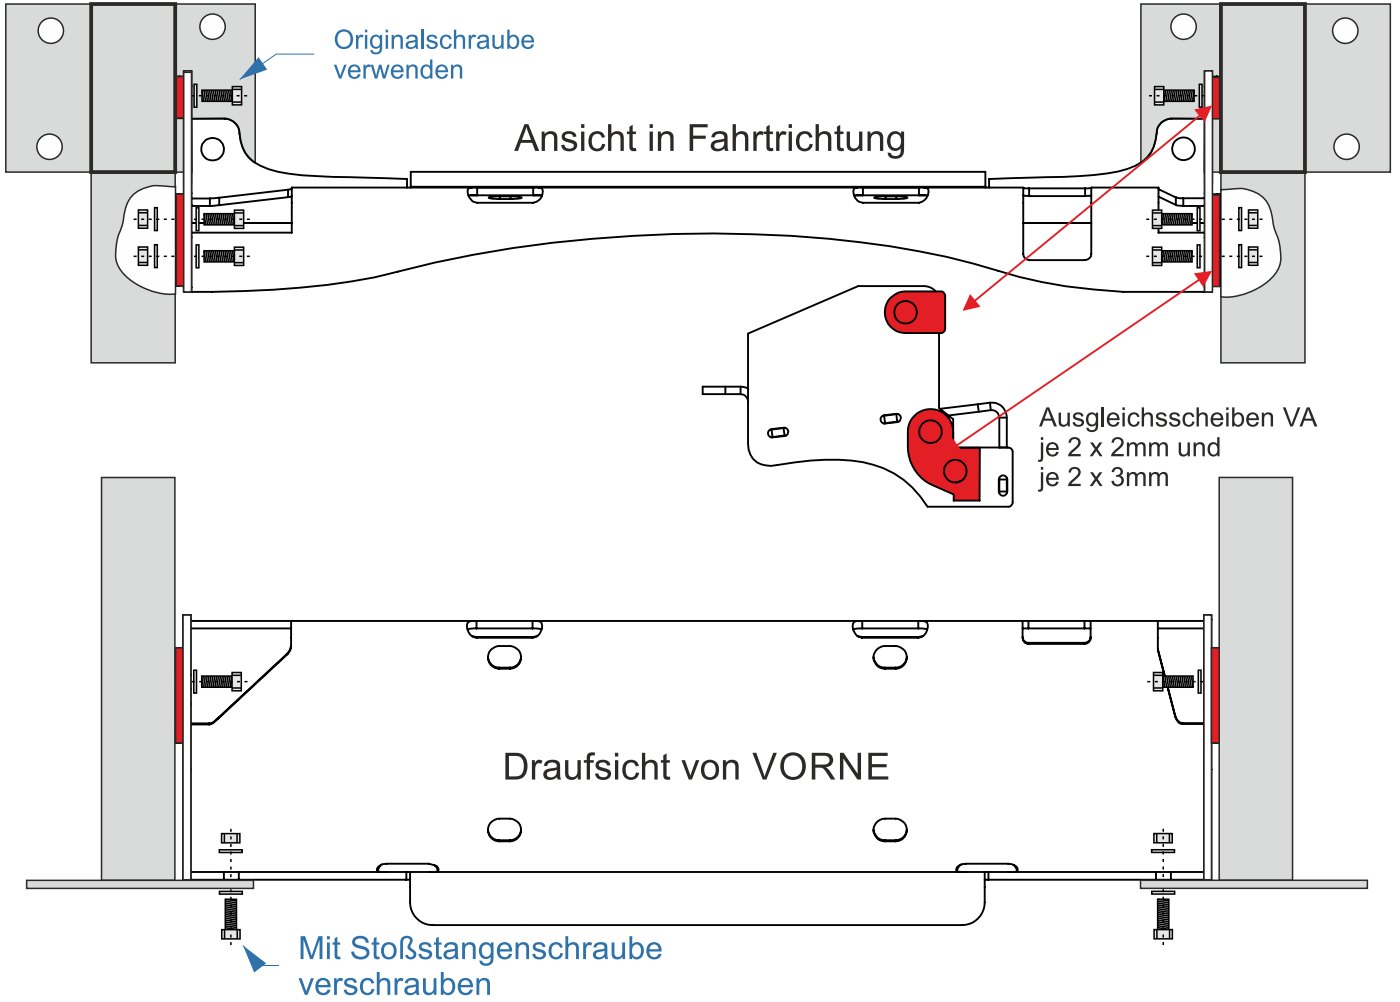 Originalschraube
verwenden
Ansicht in Fahrtrichtung
Ausgleichsscheiben VA
je 2 x 2mm und
je 2 x 3mm
Draufsicht von VORNE
Mit Stoßstangenschraube
verschrauben